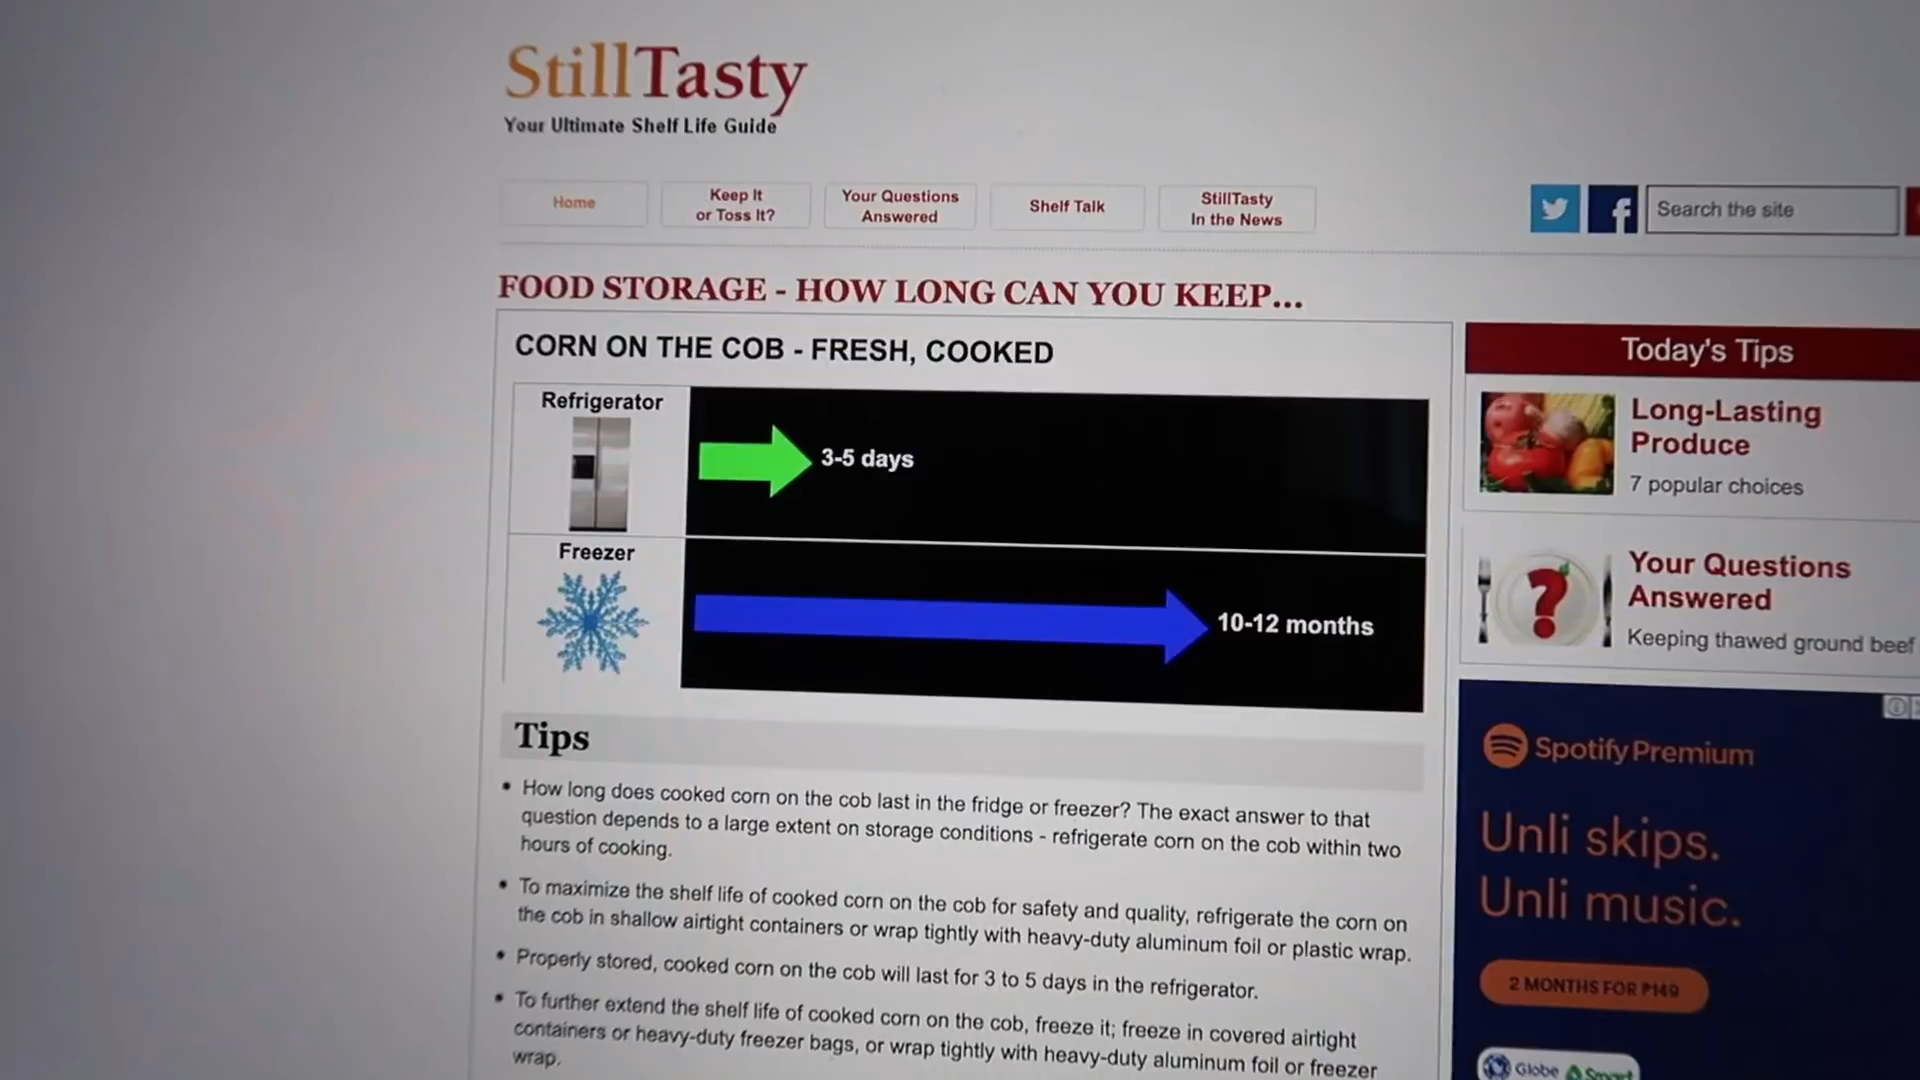 StillTasty
Your Ultimate Shelf Life Guide
Home
Keep It
or Toss It?
Your Questions
Answered
Shelf Talk
StillTasty
In the News
Search the site
FOOD STORAGE - HOW LONG CAN YOU KEEP...
CORN ON THE COB - FRESH, COOKED
Refrigerator
3-5 days
Freezer
10-12 months
Tips
• How long does cooked corn on the cob last in the fridge or freezer? The exact answer to that
question depends to a large extent on storage conditions - refrigerate corn on the cob within two
hours of cooking.
• To maximize the shelf life of cooked corn on the cob for safety and quality, refrigerate the corn on
the cob in shallow airtight containers or wrap tightly with heavy-duty aluminum foil or plastic wrap.
• Properly stored, cooked corn on the cob will last for 3 to 5 days in the refrigerator.
• To further extend the shelf life of cooked corn on the cob, freeze it; freeze in covered airtight
containers or heavy-duty freezer bags, or wrap tightly with heavy-duty aluminum foil or freezer
wrap.
Today's Tips
Long-Lasting
Produce
7 popular choices
?
Your Questions
Answered
Keeping thawed ground beef
Spotify Premium
Unli skips.
Unli music.
2 MONTHS FOR ₱149
Globe
Smart